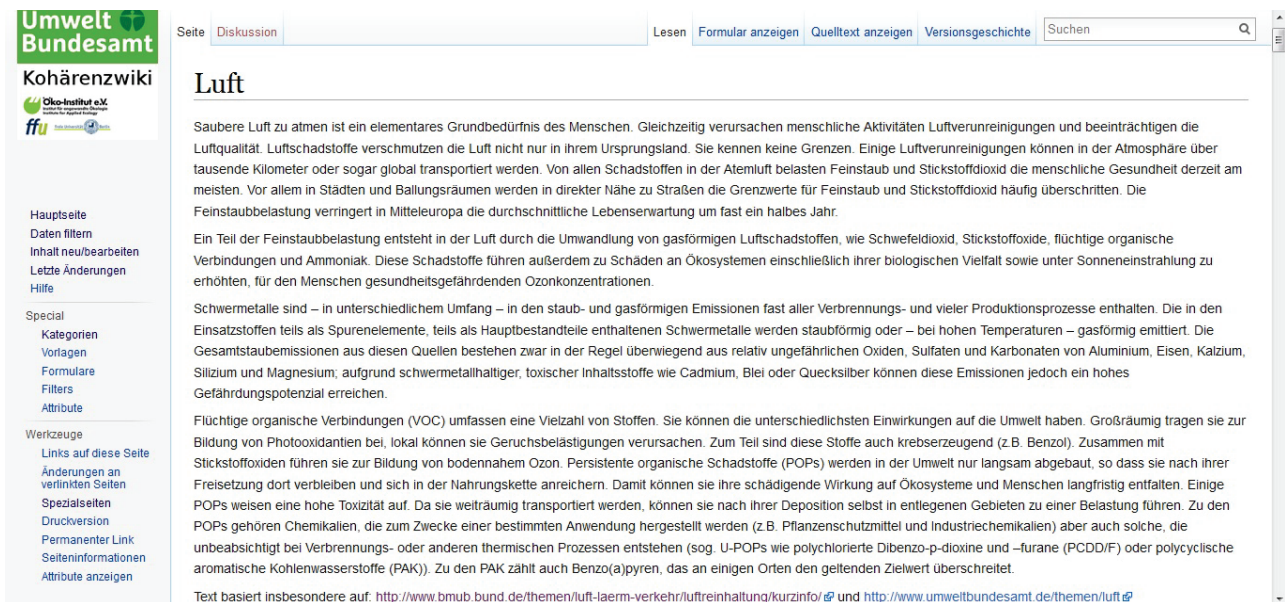 Umwelt
Bundesamt
Kohärenzwiki
Öko-Institut e.V.
ffu
Seite Diskussion
Lesen Formular anzeigen Quelltext anzeigen Versionsgeschichte Suchen
Hauptseite
Daten filtern
Inhalt neu/bearbeiten
Letzte Änderungen
Hilfe
Special
Kategorien
Vorlagen
Formulare
Filters
Attribute
Werkzeuge
Links auf diese Seite
Änderungen an
verlinkten Seiten
Spezialseiten
Druckversion
Permanenter Link
Seiteninformationen
Attribute anzeigen
Luft
Saubere Luft zu atmen ist ein elementares Grundbedürfnis des Menschen. Gleichzeitig verursachen menschliche Aktivitäten Luftverunreinigungen und beeinträchtigen die
Luftqualität. Luftschadstoffe verschmutzen die Luft nicht nur in ihrem Ursprungsland. Sie kennen keine Grenzen. Einige Luftverunreinigungen können in der Atmosphäre über
tausende Kilometer oder sogar global transportiert werden. Von allen Schadstoffen in der Atemluft belasten Feinstaub und Stickstoffdioxid die menschliche Gesundheit derzeit am
meisten. Vor allem in Städten und Ballungsräumen werden in direkter Nähe zu Straßen die Grenzwerte für Feinstaub und Stickstoffdioxid häufig überschritten. Die
Feinstaubbelastung verringert in Mitteleuropa die durchschnittliche Lebenserwartung um fast ein halbes Jahr.
Ein Teil der Feinstaubbelastung entsteht in der Luft durch die Umwandlung von gasförmigen Luftschadstoffen, wie Schwefeldioxid, Stickstoffoxide, flüchtige organische
Verbindungen und Ammoniak. Diese Schadstoffe führen außerdem zu Schäden an Ökosystemen einschließlich ihrer biologischen Vielfalt sowie unter Sonneneinstrahlung zu
erhöhten, für den Menschen gesundheitsgefährdenden Ozonkonzentrationen.
Schwermetalle sind – in unterschiedlichem Umfang – in den staub- und gasförmigen Emissionen fast aller Verbrennungs- und vieler Produktionsprozesse enthalten. Die in den
Einsatzstoffen teils als Spurenelemente, teils als Hauptbestandteile enthaltenen Schwermetalle werden staubförmig oder – bei hohen Temperaturen – gasförmig emittiert. Die
Gesamtstaubemissionen aus diesen Quellen bestehen zwar in der Regel überwiegend aus relativ ungefährlichen Oxiden, Sulfaten und Karbonaten von Aluminium, Eisen, Kalzium,
Silizium und Magnesium; aufgrund schwermetallhaltiger, toxischer Inhaltsstoffe wie Cadmium, Blei oder Quecksilber können diese Emissionen jedoch ein hohes
Gefährdungspotenzial erreichen.
Flüchtige organische Verbindungen (VOC) umfassen eine Vielzahl von Stoffen. Sie können die unterschiedlichsten Einwirkungen auf die Umwelt haben. Großräumig tragen sie zur
Bildung von Photooxidantien bei, lokal können sie Geruchsbelästigungen verursachen. Zum Teil sind diese Stoffe auch krebserzeugend (z.B. Benzol). Zusammen mit
Stickstoffoxiden führen sie zur Bildung von bodennahem Ozon. Persistente organische Schadstoffe (POPs) werden in der Umwelt nur langsam abgebaut, so dass sie nach ihrer
Freisetzung dort verbleiben und sich in der Nahrungskette anreichern. Damit können sie ihre schädigende Wirkung auf Ökosysteme und Menschen langfristig entfalten. Einige
POPs weisen eine hohe Toxizität auf. Da sie weiträumig transportiert werden, können sie nach ihrer Deposition selbst in entlegenen Gebieten zu einer Belastung führen. Zu den
POPs gehören Chemikalien, die zum Zwecke einer bestimmten Anwendung hergestellt werden (z.B. Pflanzenschutzmittel und Industriechemikalien) aber auch solche, die
unbeabsichtigt bei Verbrennungs- oder anderen thermischen Prozessen entstehen (sog. U-POPs wie polychlorierte Dibenzo-p-dioxine und –furane (PCDD/F) oder polycyclische
aromatische Kohlenwasserstoffe (PAK)). Zu den PAK zählt auch Benzo(a)pyren, das an einigen Orten den geltenden Zielwert überschreitet.
Text basiert insbesondere auf: http://www.bmub.bund.de/themen/luft-laerm-verkehr/luftreinhaltung/kurzinfo/ und http://www.umweltbundesamt.de/themen/luft